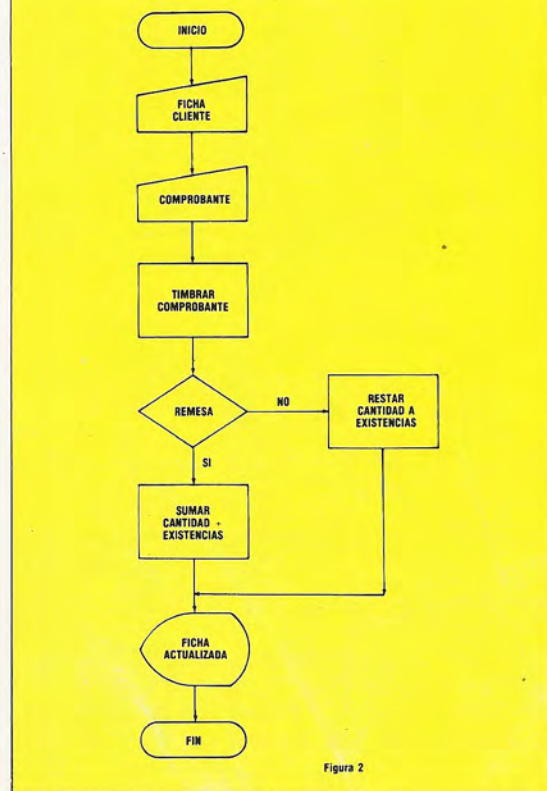 INICIO
FICHA
CLIENTE
COMPROBANTE
TIMBRAR
COMPROBANTE
REMESA
NO
RESTAR
CANTIDAD A
EXISTENCIAS
SI
SUMAR
CANTIDAD +
EXISTENCIAS
FICHA
ACTUALIZADA
FIN
Figura 2